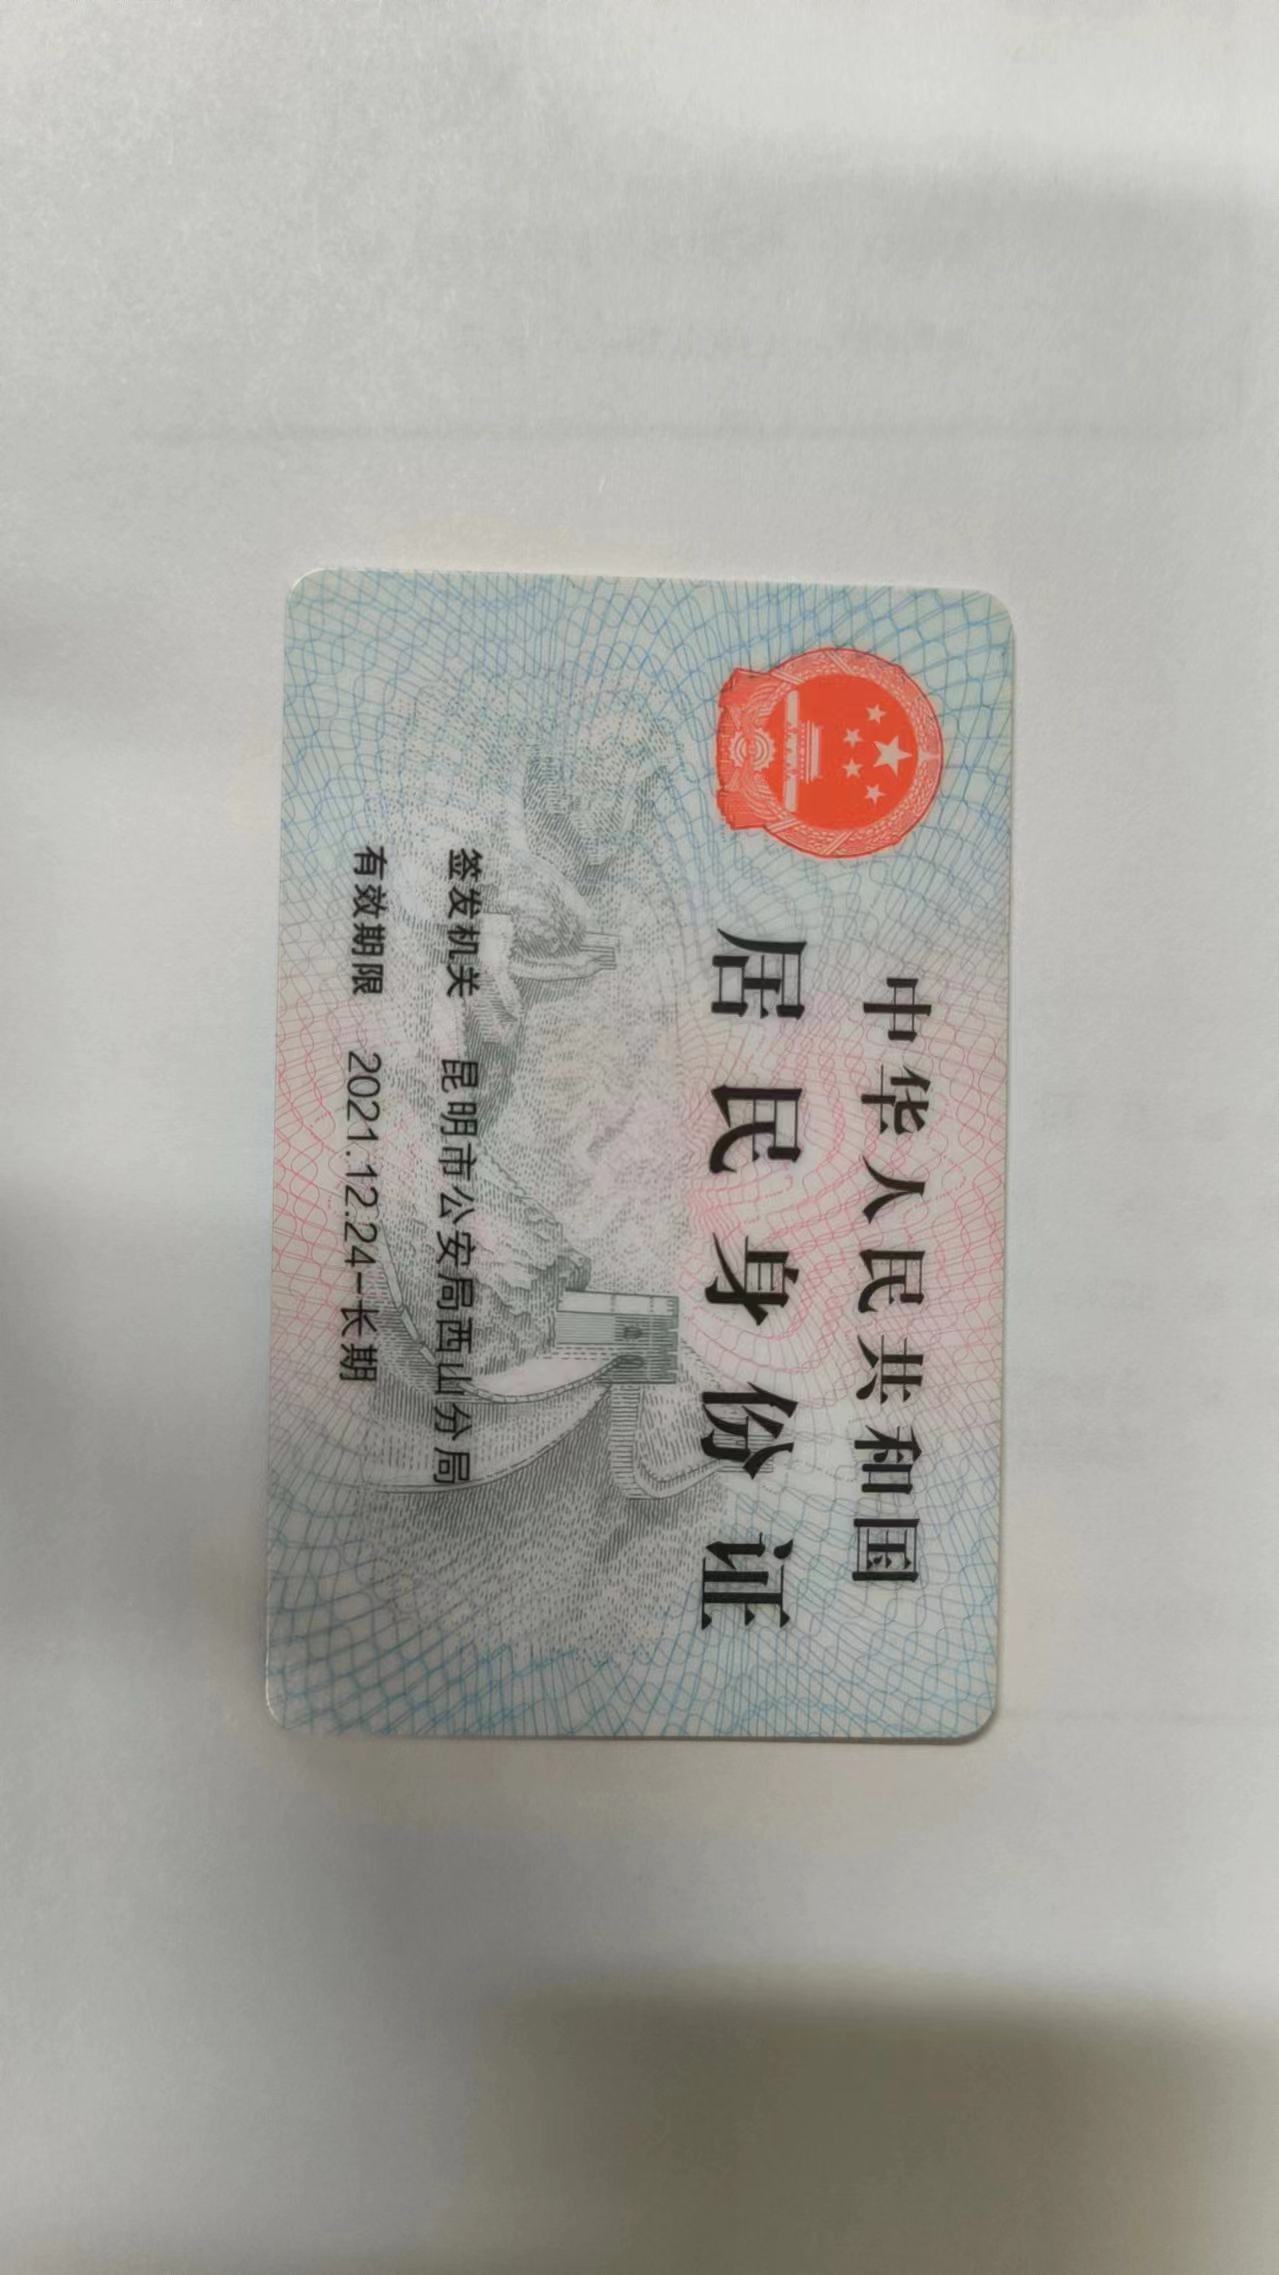 中华人民共和国
居民身份证
签发机关 昆明市公安局西山分局
有效期限 2021.12.24-长期